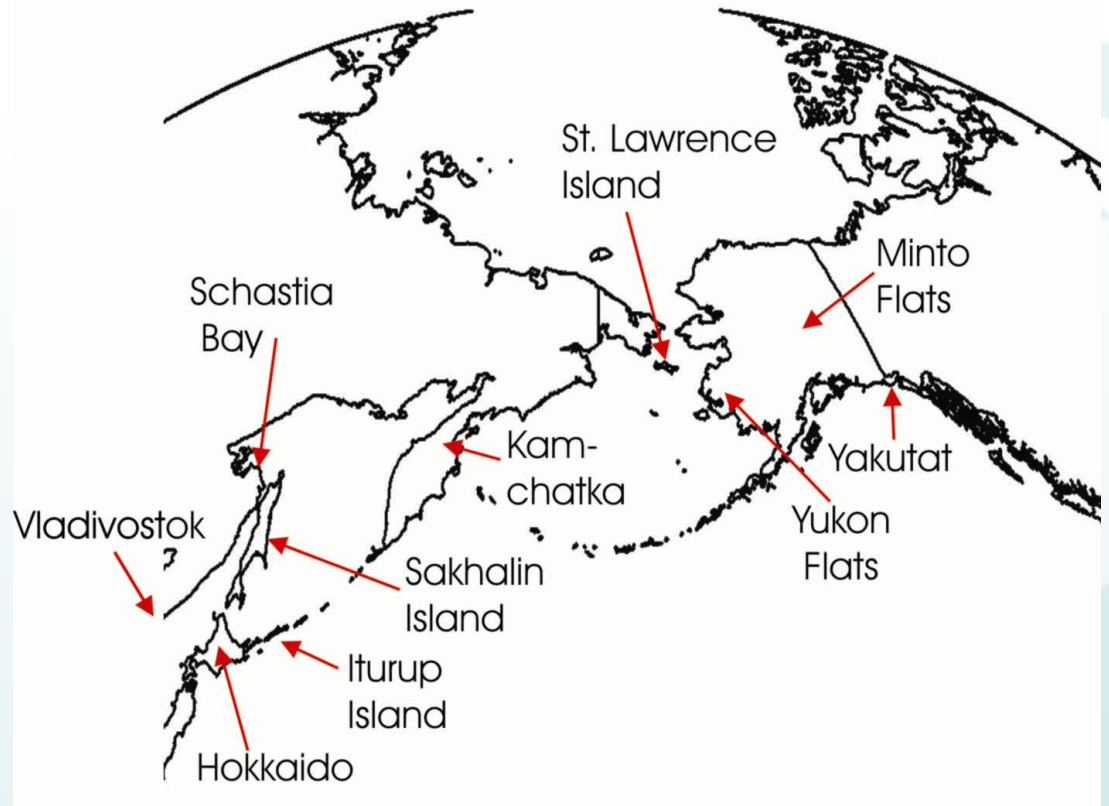 St. Lawrence
Island
Minto
Flats
Schastia
Bay
Kam-
chatka
Yakutat
Vladivostok
Yukon
Flats
Sakhalin
Island
Iturup
Island
Hokkaido